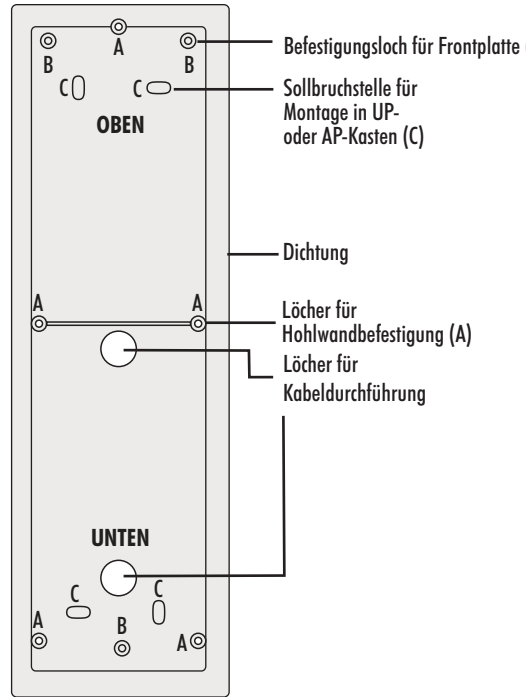 A
B
B
Befestigungsloch für Frontplatte
C
C
Sollbruchstelle für
Montage in UP-
oder AP-Kasten (C)
OBEN
Dichtung
A
A
Löcher für
Hohlwandbefestigung (A)
Löcher für
Kabeldurchführung
UNTEN
C
C
A
B
A